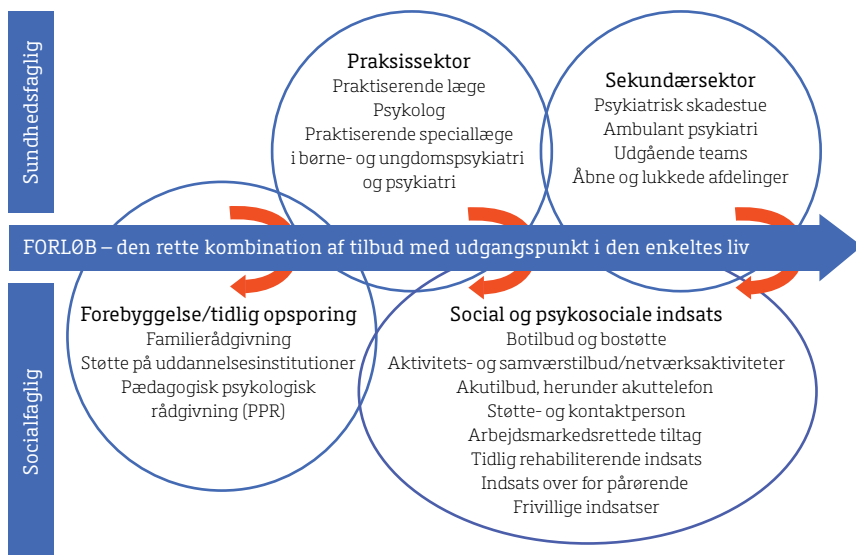 Sundhedsfaglig
Praksissektor
Praktiserende læge
Psykolog
Praktiserende speciallæge
i børne- og ungdomspsykiatri
og psykiatri
Sekundærsektor
Psykiatrisk skadestue
Ambulant psykiatri
Udgående teams
Åbne og lukkede afdelinger
FORLØB – den rette kombination af tilbud med udgangspunkt i den enkeltes liv
Socialfaglig
Forebyggelse/tidlig opsporing
Familierådgivning
Støtte på uddannelsesinstitutioner
Pædagogisk psykologisk
rådgivning (PPR)
Social og psykosociale indsats
Botilbud og bostøtte
Aktivitets- og samværstilbud/netværksaktiviteter
Akutilbud, herunder akuttelefon
Støtte- og kontaktperson
Arbejdsmarkedsrettede tiltag
Tidlig rehabiliterende indsats
Indsats over for pårørende
Frivillige indsatser